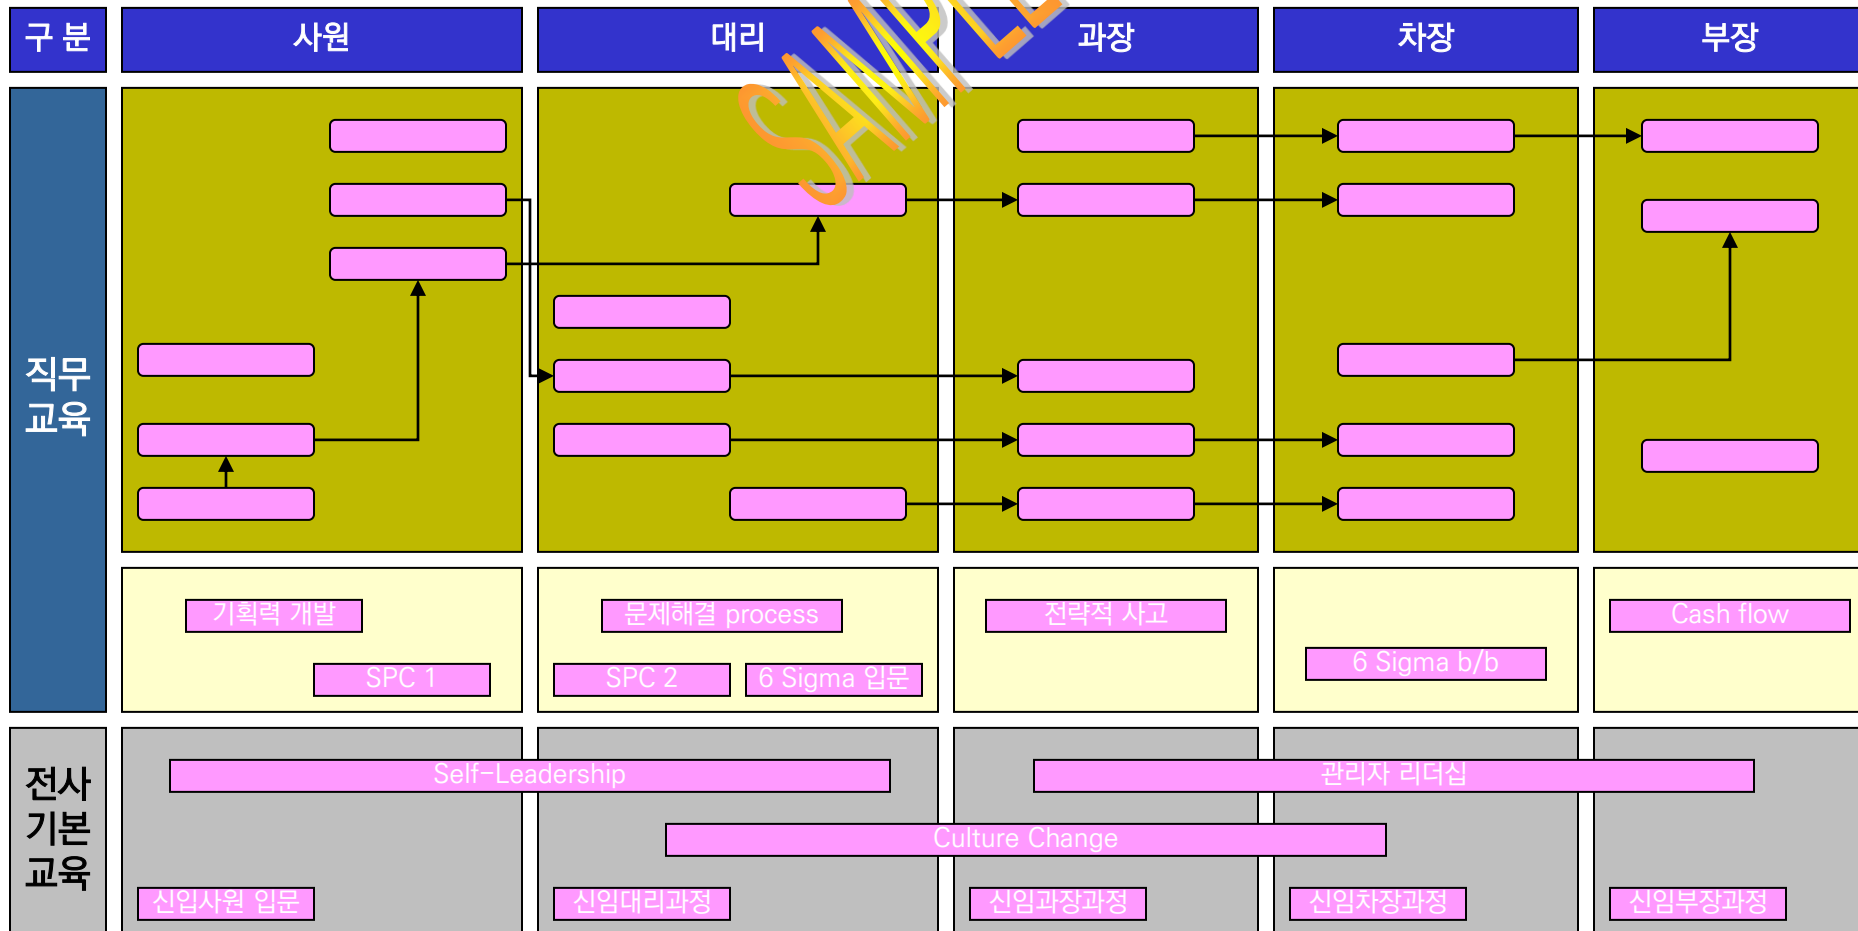 구 분
사원
대리
과장
차장
부장
SAMPLE
직무
교육
기획력 개발
문제해결 process
전략적 사고
Cash flow
6 Sigma b/b
SPC 1
SPC 2
6 Sigma 입문
전사
기본
교육
Self-Leadership
관리자 리더십
Culture Change
신입사원 입문
신임대리과정
신임과장과정
신임차장과정
신임부장과정